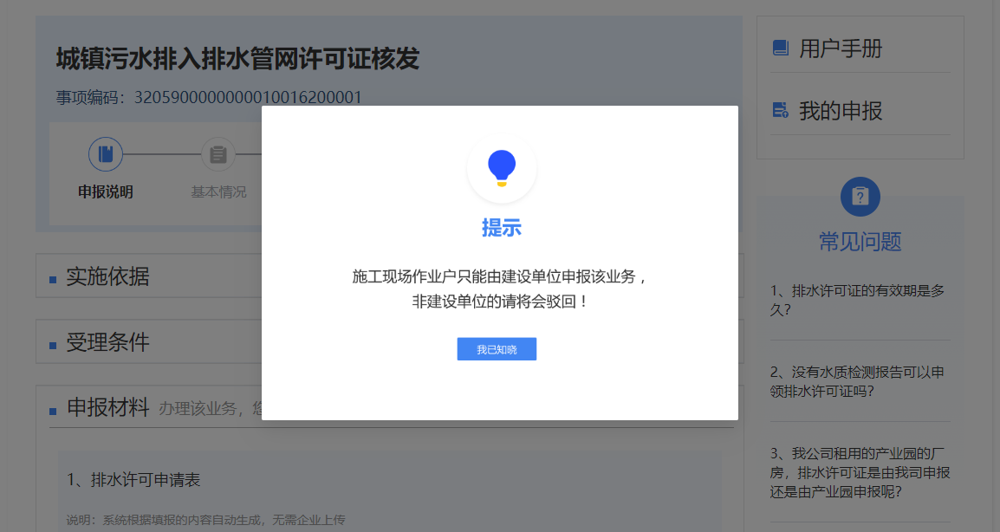 城镇污水排入排水管网许可证核发
事项编码：3205900000000010016200001
申报说明
基本情况
提示
施工现场作业户只能由建设单位申报该业务，
非建设单位的请将会驳回！
我已知晓
实施依据
受理条件
申报材料 办理该业务，您
1、排水许可申请表
说明：系统根据填报的内容自动生成，无需企业上传
用户手册
我的申报
常见问题
1、排水许可证的有效期是多
久？
2、没有水质检测报告可以申
领排水许可证吗？
3、我公司租用的产业园的厂
房，排水许可证是由我司申报
还是由产业园申报呢？